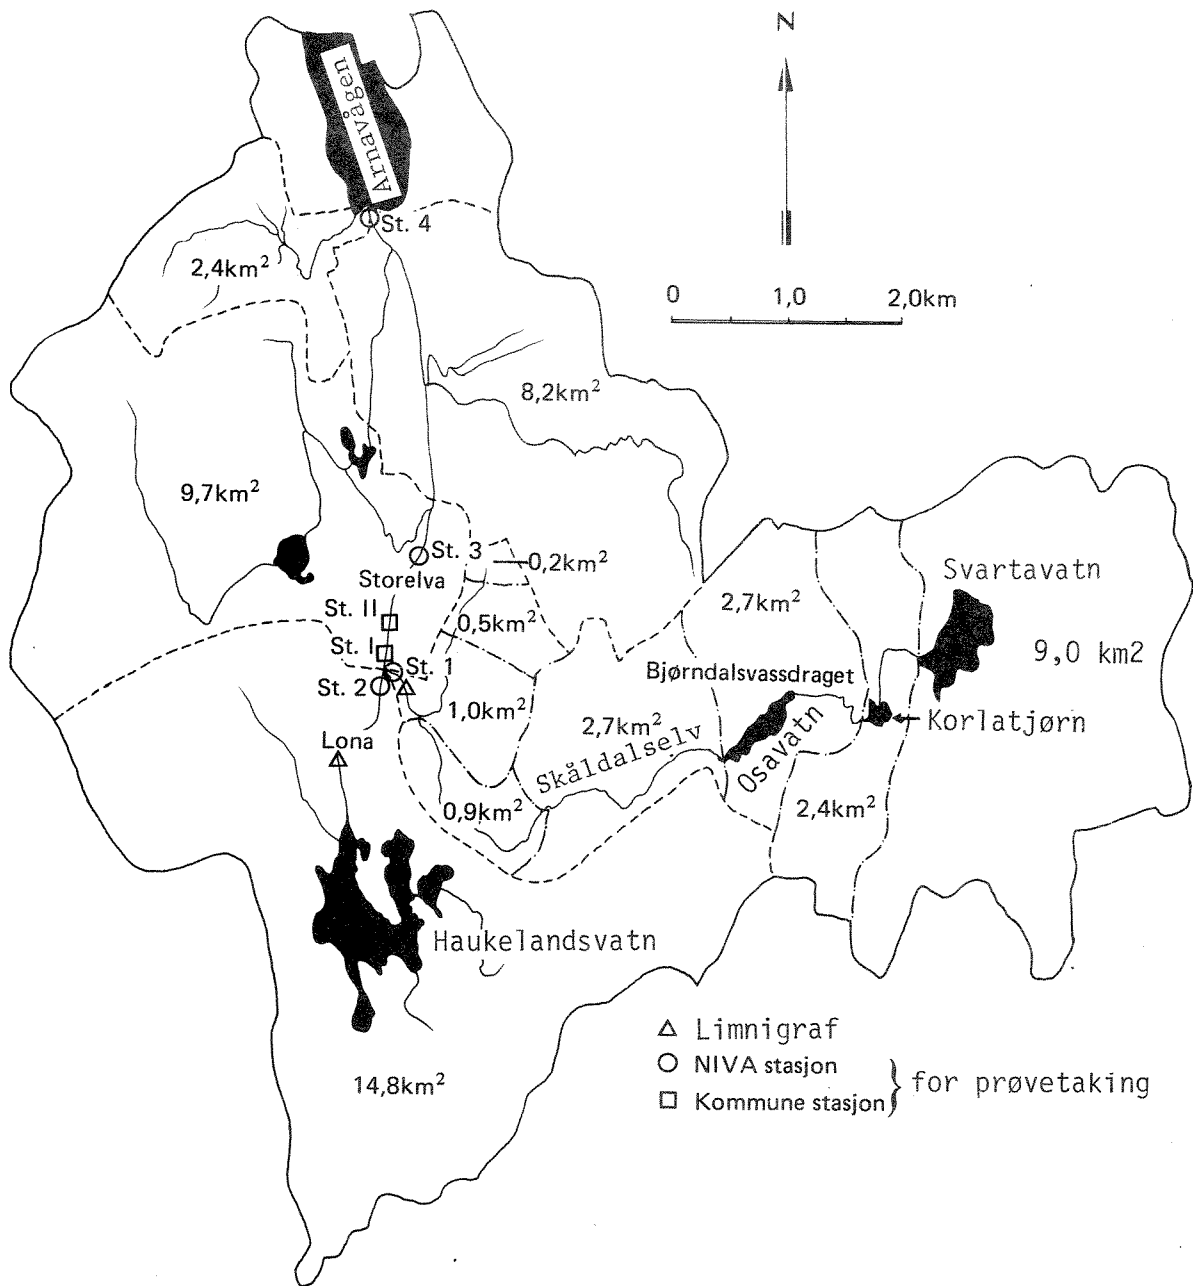 N
Arnavågen
St. 4
2,4km²
0 1,0 2,0km
8,2km²
9,7km²
St. 3
0,2km²
Storelva
Svartavatn
2,7km²
St. II
0,5km²
St. I
9,0 km2
St. 1
Bjørndalsvassdraget
St. 2
1,0km²
2,7km²
Korlatjørn
Lona
Skåldalselv
Osavatn
0,9km²
2,4km²
Haukelandsvatn
Limnigraf
NIVA stasjon
Kommune stasjon
for prøvetaking
14,8km²